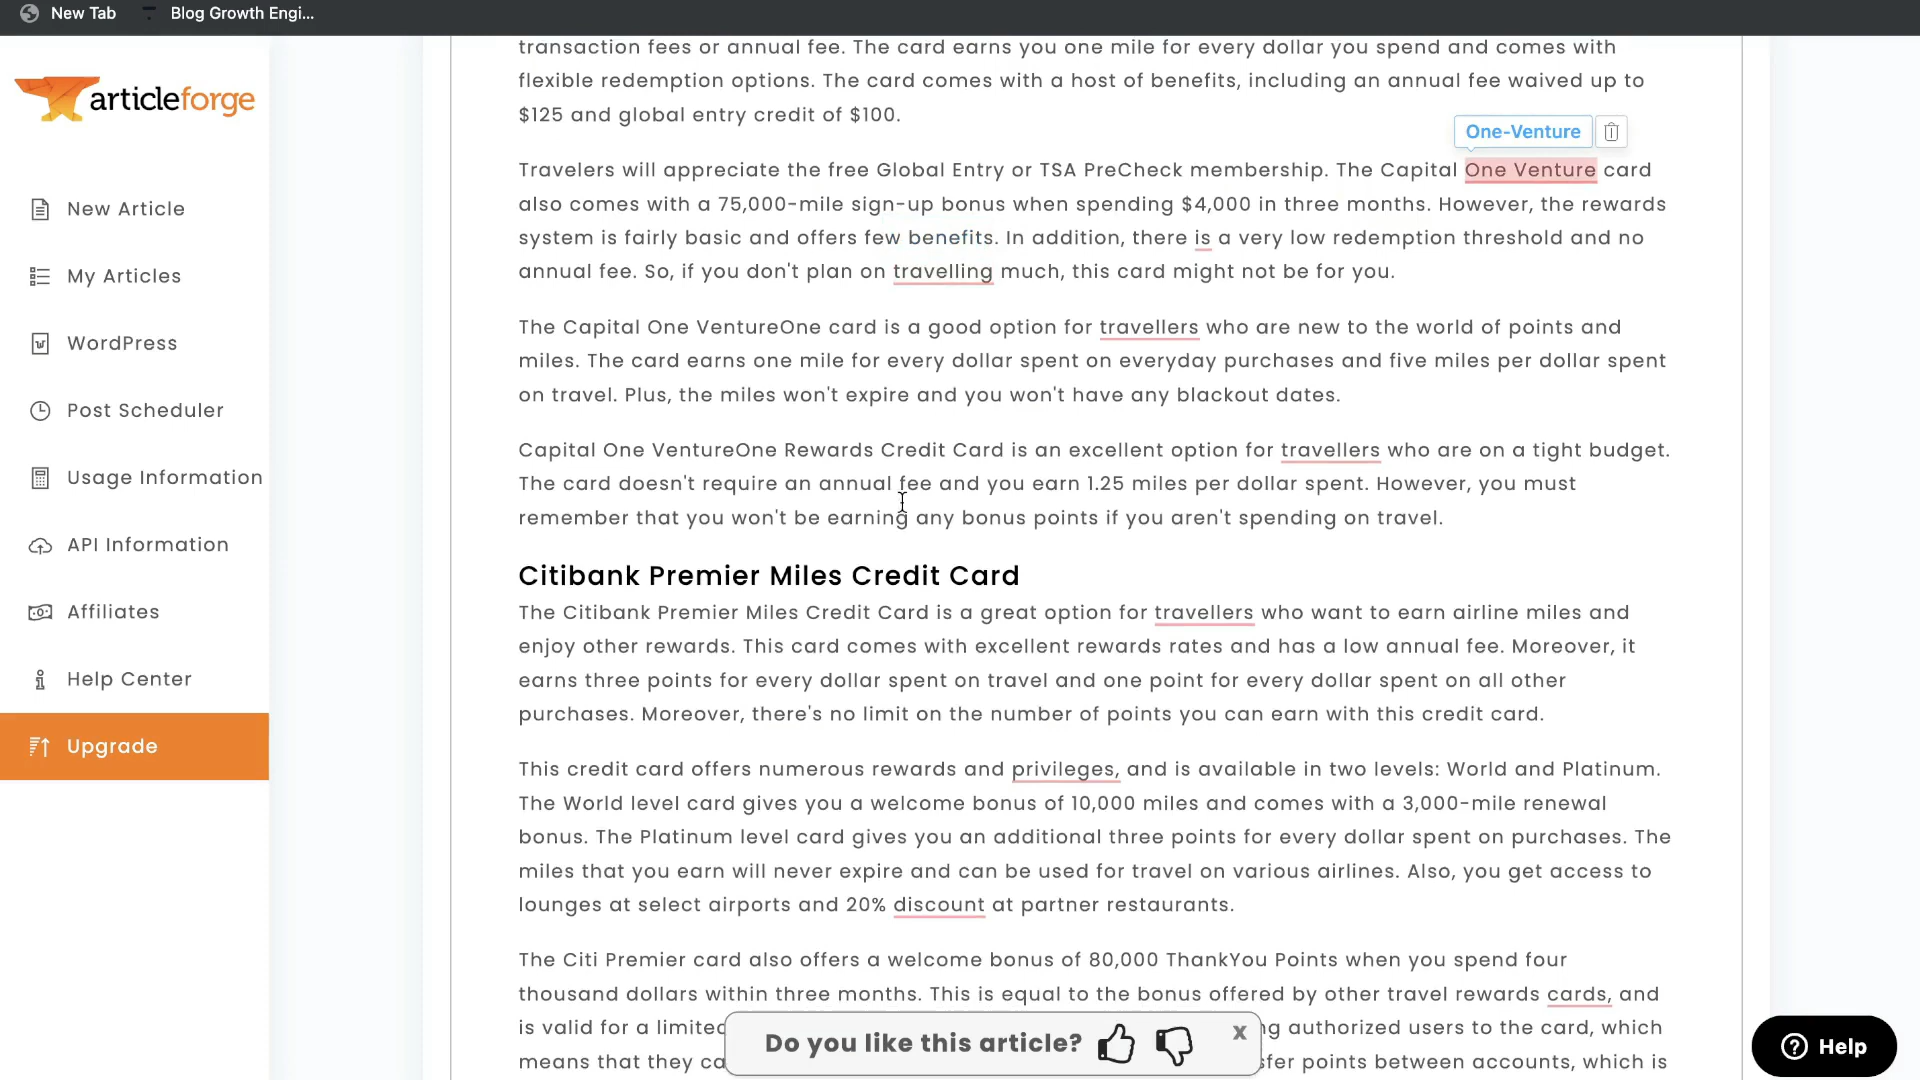 New Tab
Blog Growth Engi...
articleforge
New Article
My Articles
WordPress
Post Scheduler
Usage Information
API Information
Affiliates
Help Center
Upgrade
transaction fees or annual fee. The card earns you one mile for every dollar you spend and comes with
flexible redemption options. The card comes with a host of benefits, including an annual fee waived up to
$125 and global entry credit of $100.
One-Venture
Travelers will appreciate the free Global Entry or TSA PreCheck membership. The Capital One Venture card
also comes with a 75,000-mile sign-up bonus when spending $4,000 in three months. However, the rewards
system is fairly basic and offers few benefits. In addition, there is a very low redemption threshold and no
annual fee. So, if you don't plan on travelling much, this card might not be for you.
The Capital One VentureOne card is a good option for travellers who are new to the world of points and
miles. The card earns one mile for every dollar spent on everyday purchases and five miles per dollar spent
on travel. Plus, the miles won't expire and you won't have any blackout dates.
Capital One VentureOne Rewards Credit Card is an excellent option for travellers who are on a tight budget.
The card doesn't require an annual fee and you earn 1.25 miles per dollar spent. However, you must
remember that you won't be earning any bonus points if you aren't spending on travel.
Citibank Premier Miles Credit Card
The Citibank Premier Miles Credit Card is a great option for travellers who want to earn airline miles and
enjoy other rewards. This card comes with excellent rewards rates and has a low annual fee. Moreover, it
earns three points for every dollar spent on travel and one point for every dollar spent on all other
purchases. Moreover, there's no limit on the number of points you can earn with this credit card.
This credit card offers numerous rewards and privileges, and is available in two levels: World and Platinum.
The World level card gives you a welcome bonus of 10,000 miles and comes with a 3,000-mile renewal
bonus. The Platinum level card gives you an additional three points for every dollar spent on purchases. The
miles that you earn will never expire and can be used for travel on various airlines. Also, you get access to
lounges at select airports and 20% discount at partner restaurants.
The Citi Premier card also offers a welcome bonus of 80,000 ThankYou Points when you spend four
thousand dollars within three months. This is equal to the bonus offered by other travel rewards cards, and
is valid for a limited authorized users to the card, which
means that they points between accounts, which is
Do you like this article?
x
Help